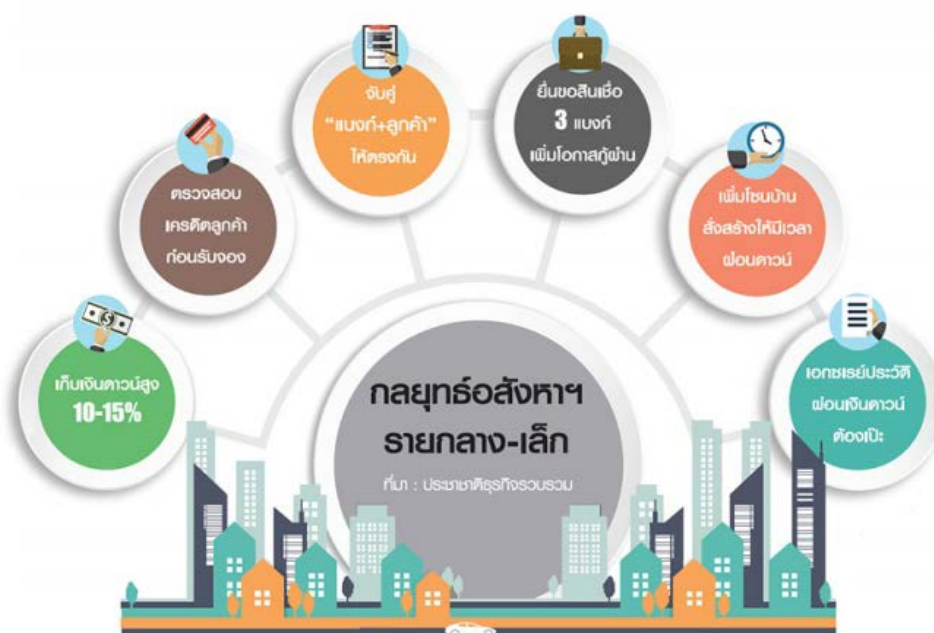 เก็บเงินดาวน์สูง
10-15%
ตรวจสอบ
เครดิตลูกค้า
ก่อนรับจอง
จับคู่
“แบงก์+ลูกค้า”
ให้ตรงกัน
ยื่นขอสินเชื่อ
3 แบงก์
เพิ่มโอกาสกู้ผ่าน
เพิ่มโซนบ้าน
สั่งสร้างให้มีเวลา
ผ่อนดาวน์
เอกซเรย์ประวัติ
ผ่อนเงินดาวน์
ต้องเป๊ะ
กลยุทธ์อสังหาฯ
รายกลาง-เล็ก
ที่มา : ประชาชาติธุรกิจรวบรวม